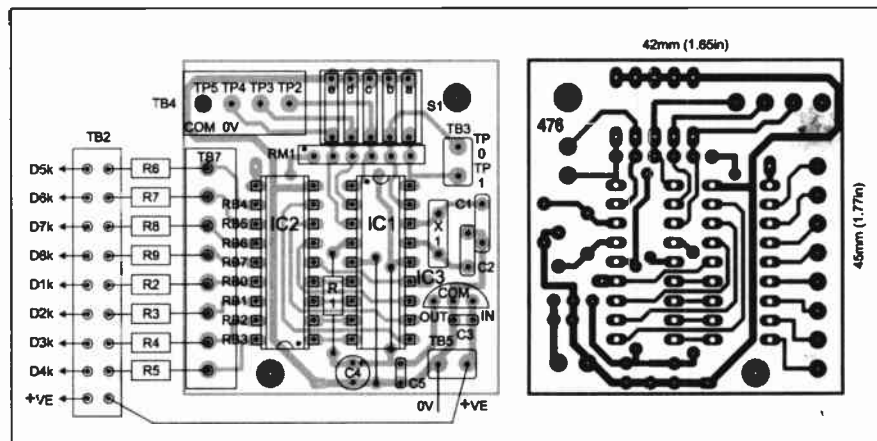 42mm (1.65in)
45mm (1.77in)
476
TP5 TP4 TP3 TP2
TB4
COM 0V
e d c b a
S1
TB2
TB7
RM1
TB3
TP
0
TP
1
D5k R6
D6k R7
D7k R8
D8k R9
D1k R2
D2k R3
D3k R4
D4k R5
+VE
RB4
RB5
RB6
RB7
RB0
RB1
RB2
RB3
IC2
IC1
R
1
X
1
C1
C2
IC3
COM
OUT
IN
C3
TB5
C4
C5
0V
+VE